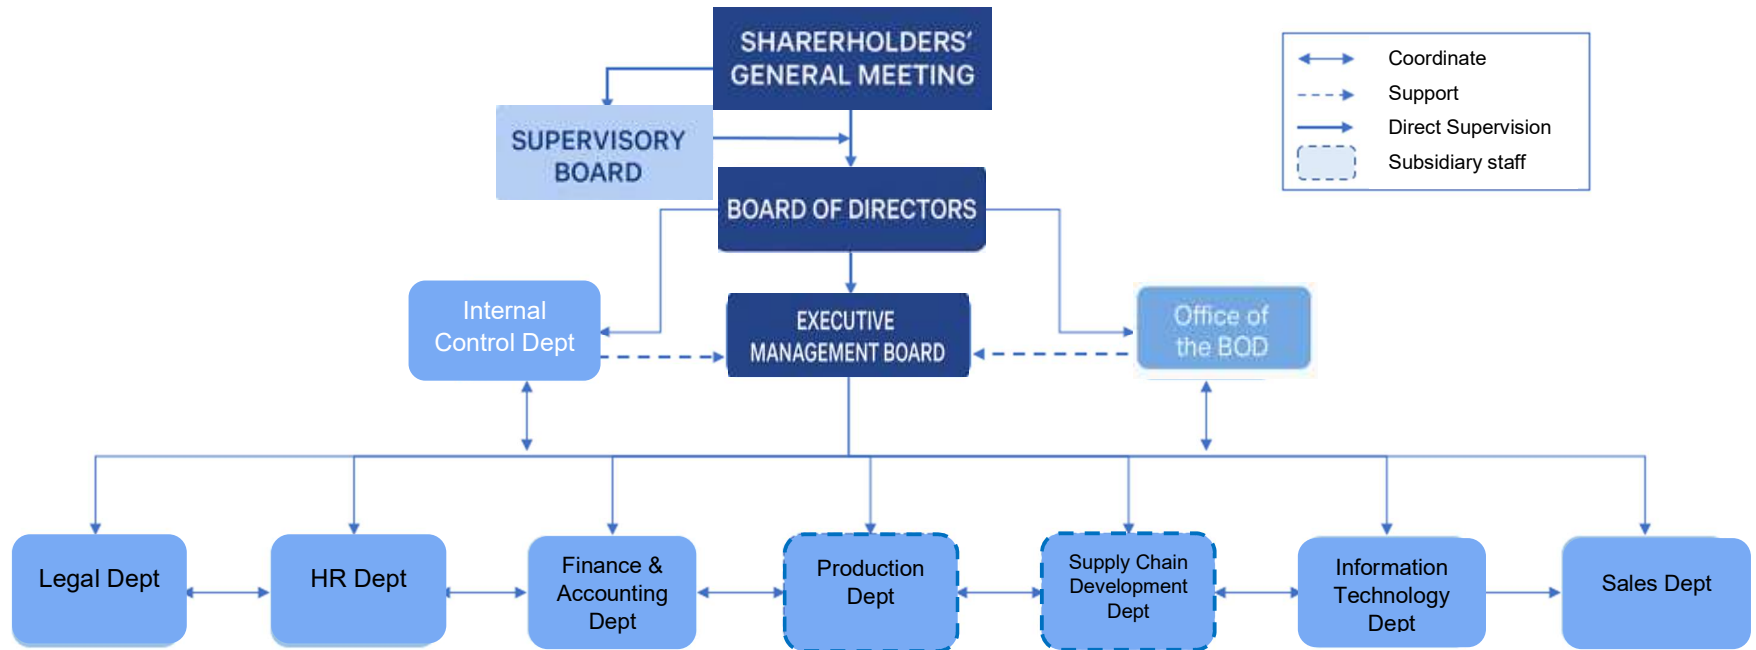 SHARERHOLDERS'
GENERAL MEETING
Coordinate
Support
Direct Supervision
Subsidiary staff
SUPERVISORY
BOARD
BOARD OF DIRECTORS
Internal
Control Dept
EXECUTIVE
MANAGEMENT BOARD
Office of
the BOD
Legal Dept
HR Dept
Finance &
Accounting
Dept
Production
Dept
Supply Chain
Development
Dept
Information
Technology
Dept
Sales Dept